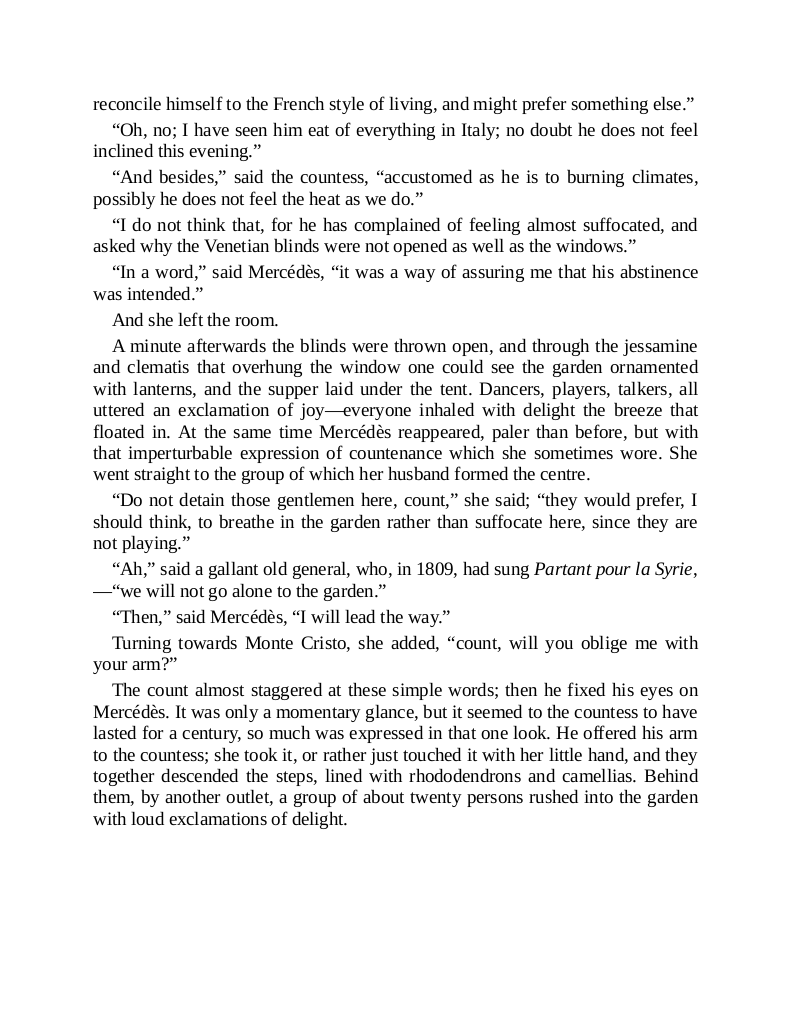 reconcile himself to the French style of living, and might prefer something else.”
“Oh, no; I have seen him eat of everything in Italy; no doubt he does not feel
inclined this evening.”
“And besides,” said the countess, “accustomed as he is to burning climates,
possibly he does not feel the heat as we do.”
“I do not think that, for he has complained of feeling almost suffocated, and
asked why the Venetian blinds were not opened as well as the windows.”
“In a word,” said Mercédès, “it was a way of assuring me that his abstinence
was intended.”
And she left the room.
A minute afterwards the blinds were thrown open, and through the jessamine
and clematis that overhung the window one could see the garden ornamented
with lanterns, and the supper laid under the tent. Dancers, players, talkers, all
uttered an exclamation of joy—everyone inhaled with delight the breeze that
floated in. At the same time Mercédès reappeared, paler than before, but with
that imperturbable expression of countenance which she sometimes wore. She
went straight to the group of which her husband formed the centre.
“Do not detain those gentlemen here, count,” she said; “they would prefer, I
should think, to breathe in the garden rather than suffocate here, since they are
not playing.”
“Ah,” said a gallant old general, who, in 1809, had sung Partant pour la Syrie,
—“we will not go alone to the garden.”
“Then,” said Mercédès, “I will lead the way.”
Turning towards Monte Cristo, she added, “count, will you oblige me with
your arm?”
The count almost staggered at these simple words; then he fixed his eyes on
Mercédès. It was only a momentary glance, but it seemed to the countess to have
lasted for a century, so much was expressed in that one look. He offered his arm
to the countess; she took it, or rather just touched it with her little hand, and they
together descended the steps, lined with rhododendrons and camellias. Behind
them, by another outlet, a group of about twenty persons rushed into the garden
with loud exclamations of delight.